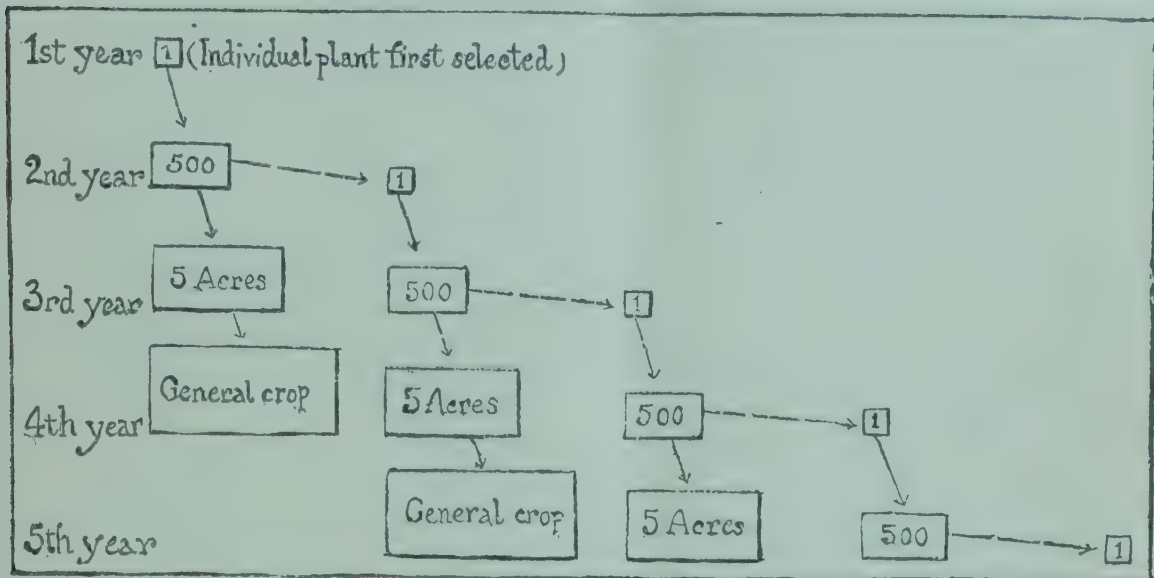 1st year 1 (Individual plant first selected)
2nd year 500 1
3rd year 5 Acres 500 1
4th year General crop 5 Acres 500 1
5th year General crop 5 Acres 500 1